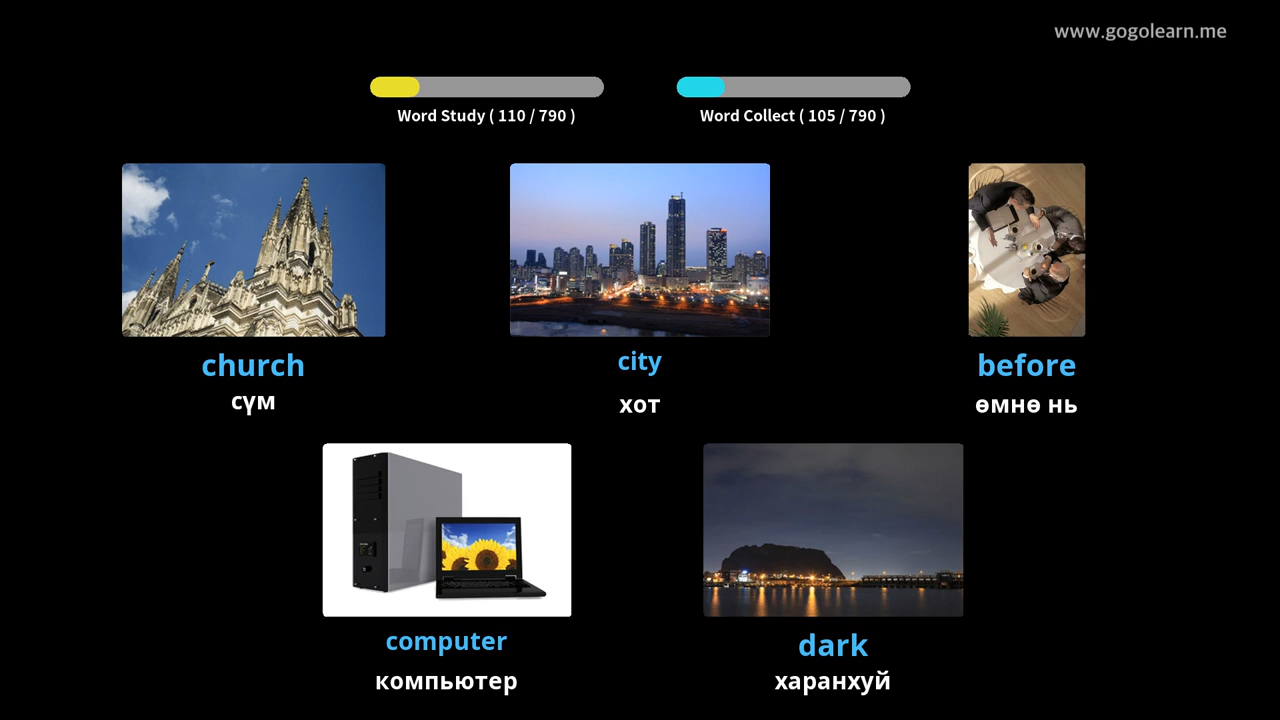 www.gogolearn.me
Word Study ( 110 / 790 )
Word Collect ( 105 / 790 )
church
сүм
city
хот
before
өмнө нь
computer
компьютер
dark
харанхуй